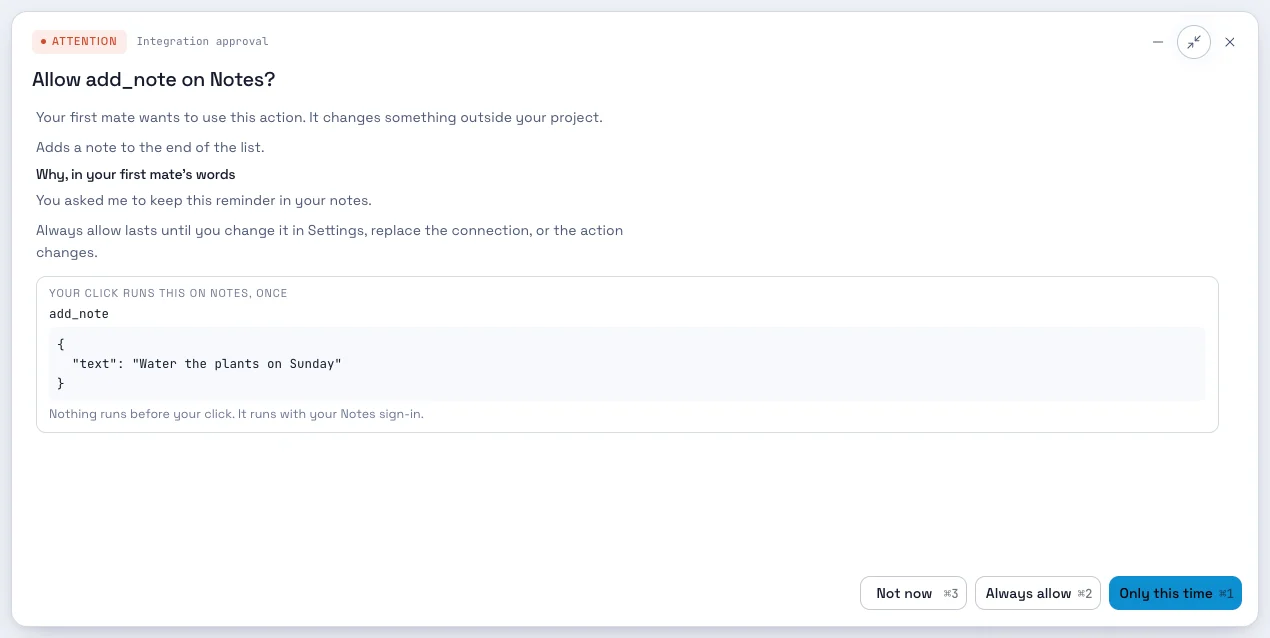 ATTENTION Integration approval
Allow add_note on Notes?
Your first mate wants to use this action. It changes something outside your project.
Adds a note to the end of the list.
Why, in your first mate's words
You asked me to keep this reminder in your notes.
Always allow lasts until you change it in Settings, replace the connection, or the action
changes.
YOUR CLICK RUNS THIS ON NOTES, ONCE
add_note
{
"text": "Water the plants on Sunday"
}
Nothing runs before your click. It runs with your Notes sign-in.
Not now ⌘3 Always allow ⌘2 Only this time ⌘1